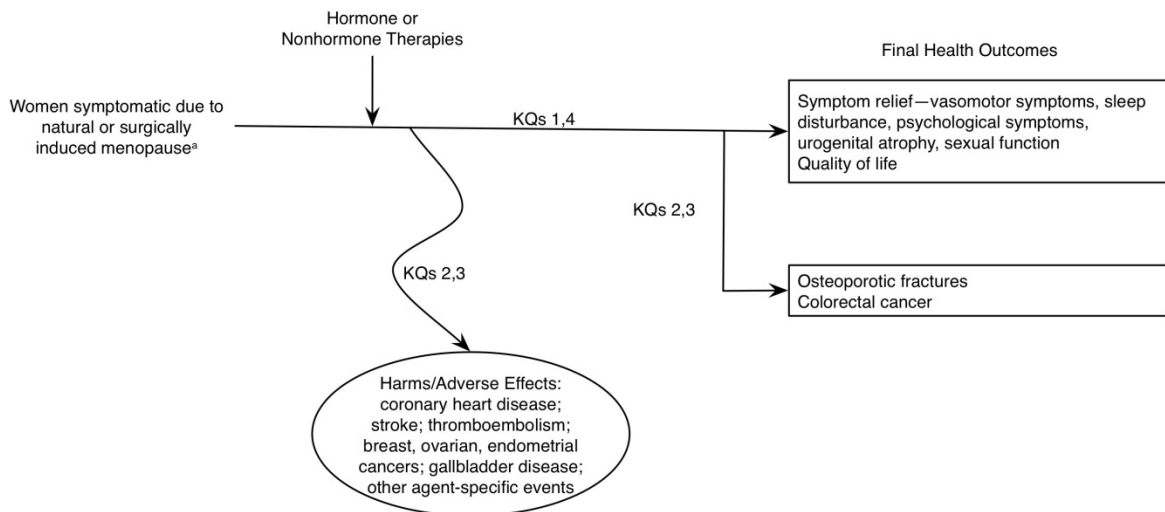 Hormone or
Nonhormone Therapies
Final Health Outcomes
Women symptomatic due to
natural or surgically
induced menopauseᵃ
KQs 1,4
Symptom relief—vasomotor symptoms, sleep
disturbance, psychological symptoms,
urogenital atrophy, sexual function
Quality of life
KQs 2,3
KQs 2,3
Osteoporotic fractures
Colorectal cancer
Harms/Adverse Effects:
coronary heart disease;
stroke; thromboembolism;
breast, ovarian, endometrial
cancers; gallbladder disease;
other agent-specific events